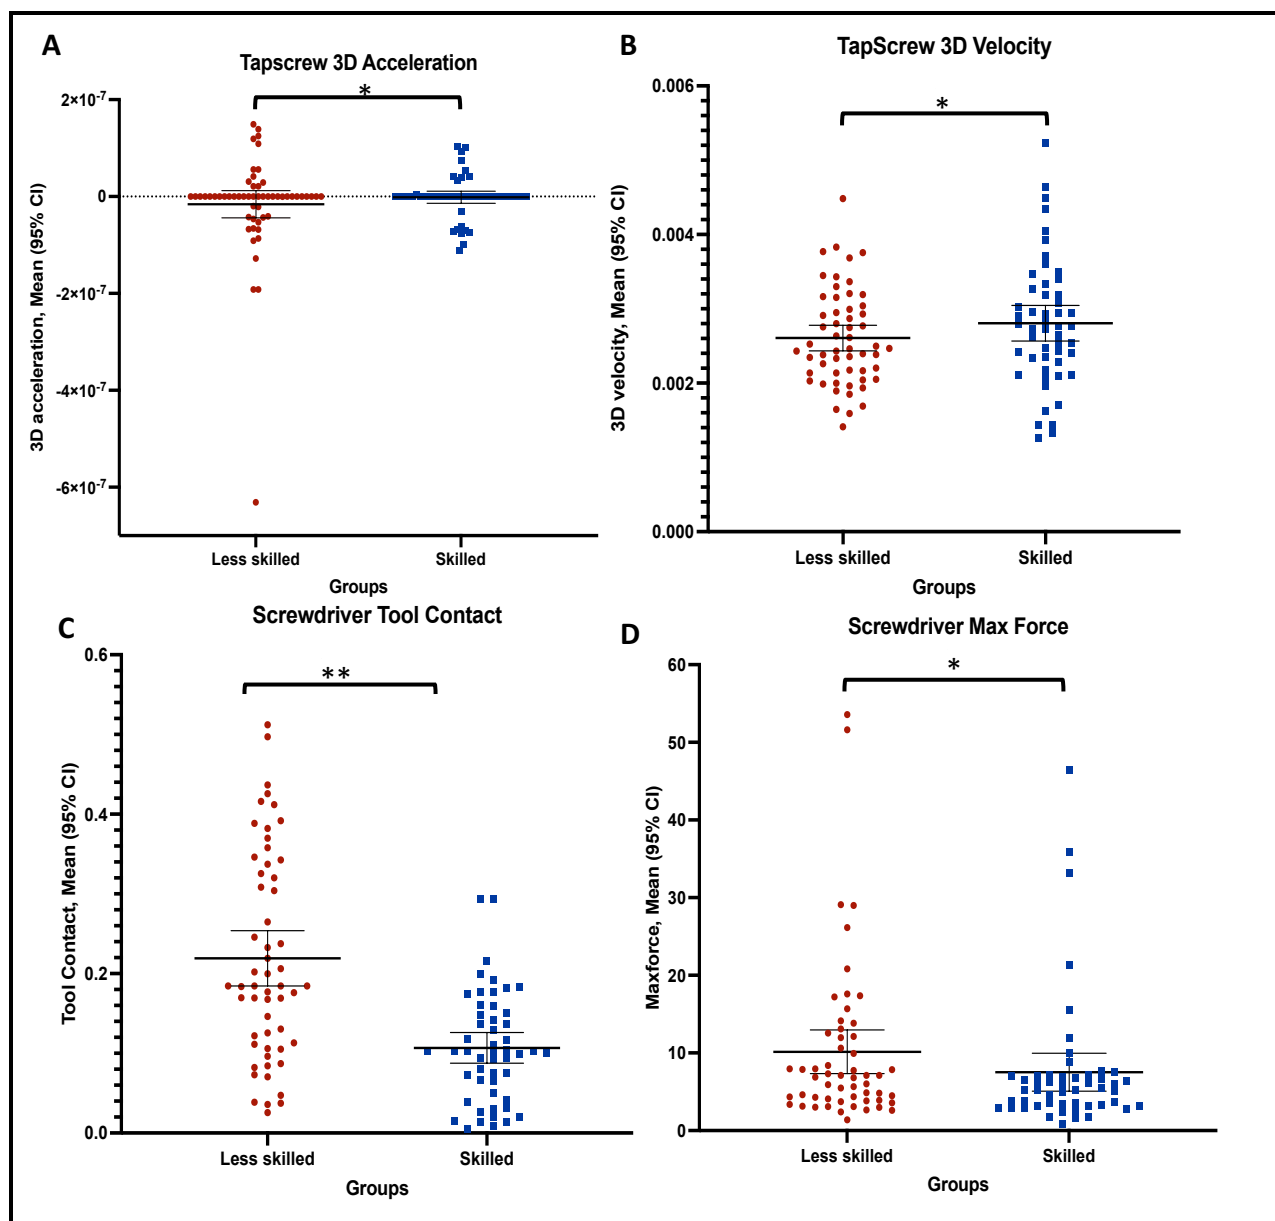 A
Tapscrew 3D Acceleration
*
2×10⁻⁷
0
-2×10⁻⁷
-4×10⁻⁷
-6×10⁻⁷
3D acceleration, Mean (95% CI)
Less skilled
Skilled
Groups
B
TapScrew 3D Velocity
*
0.006
0.004
0.002
0.000
3D velocity, Mean (95% CI)
Less skilled
Skilled
Groups
C
Screwdriver Tool Contact
**
0.6
0.4
0.2
0.0
Tool Contact, Mean (95% CI)
Less skilled
Skilled
Groups
D
Screwdriver Max Force
*
60
50
40
30
20
10
0
Maxforce, Mean (95% CI)
Less skilled
Skilled
Groups